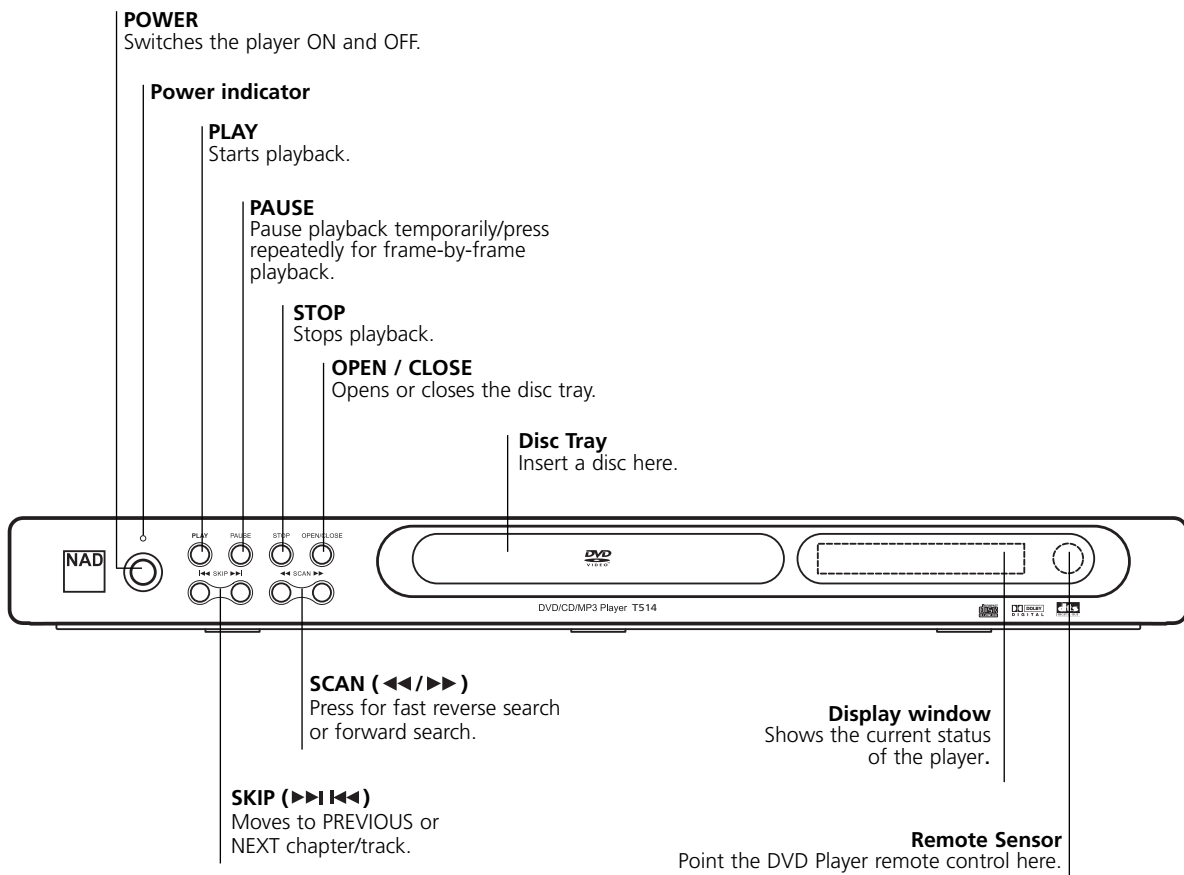 POWER
Switches the player ON and OFF.
Power indicator
PLAY
Starts playback.
PAUSE
Pause playback temporarily/press
repeatedly for frame-by-frame
playback.
STOP
Stops playback.
OPEN / CLOSE
Opens or closes the disc tray.
Disc Tray
Insert a disc here.
NAD
PLAY PAUSE STOP OPEN/CLOSE
SKIP SCAN
DVD
VIDEO
DVD/CD/MP3 Player T514
DOLBY
DIGITAL
dts
SCAN (◀◀/▶▶)
Press for fast reverse search
or forward search.
Display window
Shows the current status
of the player.
SKIP (▶▶I I◀◀)
Moves to PREVIOUS or
NEXT chapter/track.
Remote Sensor
Point the DVD Player remote control here.